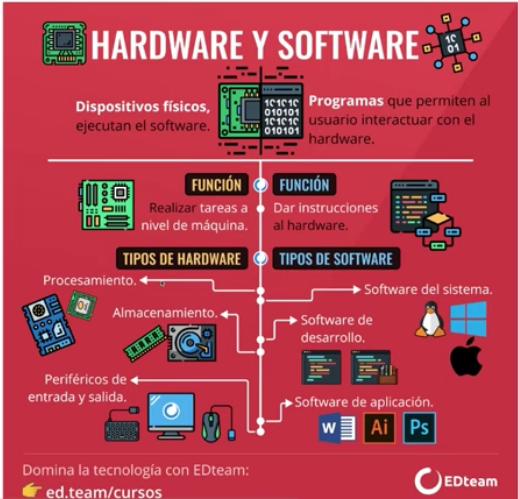 HARDWARE Y SOFTWARE
10
01
Dispositivos físicos,
ejecutan el software.
Programas que permiten al
usuario interactuar con el
hardware.
FUNCIÓN
Realizar tareas a
nivel de máquina.
FUNCIÓN
Dar instrucciones
al hardware.
TIPOS DE HARDWARE
Procesamiento.
Almacenamiento.
Periféricos de
entrada y salida.
TIPOS DE SOFTWARE
Software del sistema.
Software de
desarrollo.
Software de aplicación.
W
Ai
Ps
Domina la tecnología con EDteam:
ed.team/cursos
EDteam